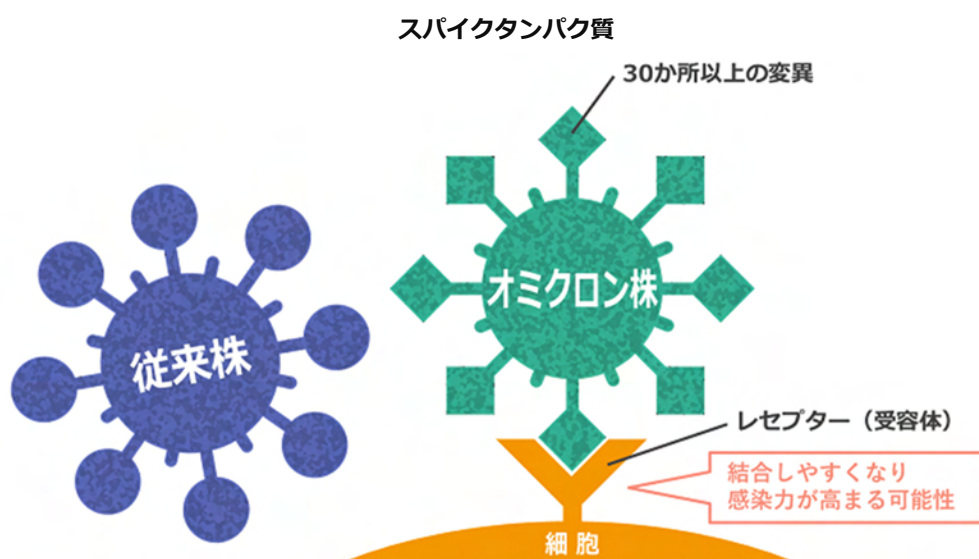 スパイクタンパク質
30か所以上の変異
オミクロン株
従来株
レセプター（受容体）
結合しやすくなり
感染力が高まる可能性
細胞